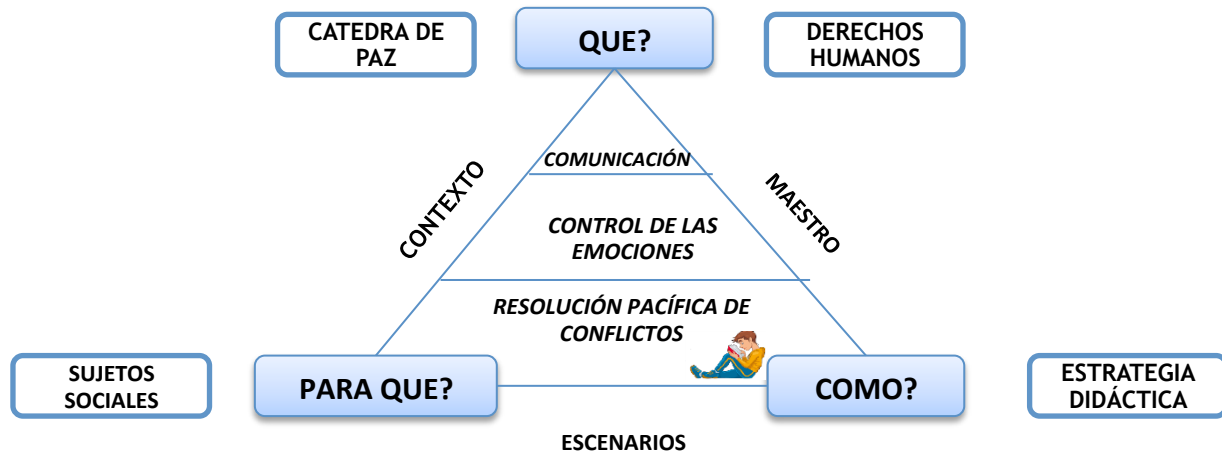 CATEDRA DE
PAZ
QUE?
DERECHOS
HUMANOS
COMUNICACIÓN
CONTEXTO
MAESTRO
CONTROL DE LAS
EMOCIONES
RESOLUCIÓN PACÍFICA DE
CONFLICTOS
SUJETOS
SOCIALES
PARA QUE?
COMO?
ESTRATEGIA
DIDÁCTICA
ESCENARIOS